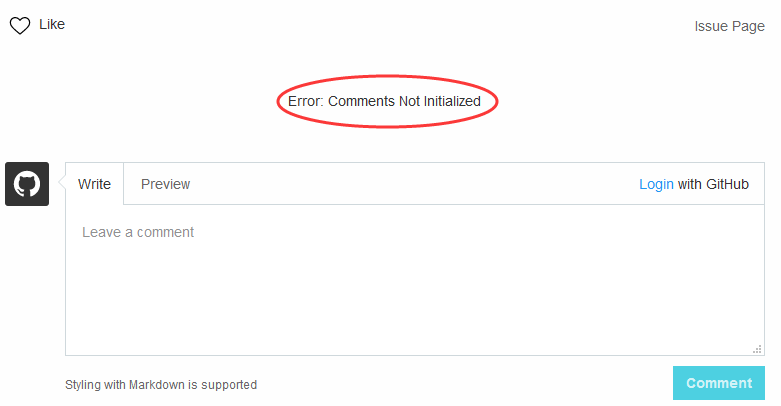 Like
Issue Page
Error: Comments Not Initialized
Write
Preview
Login with GitHub
Leave a comment
Styling with Markdown is supported
Comment